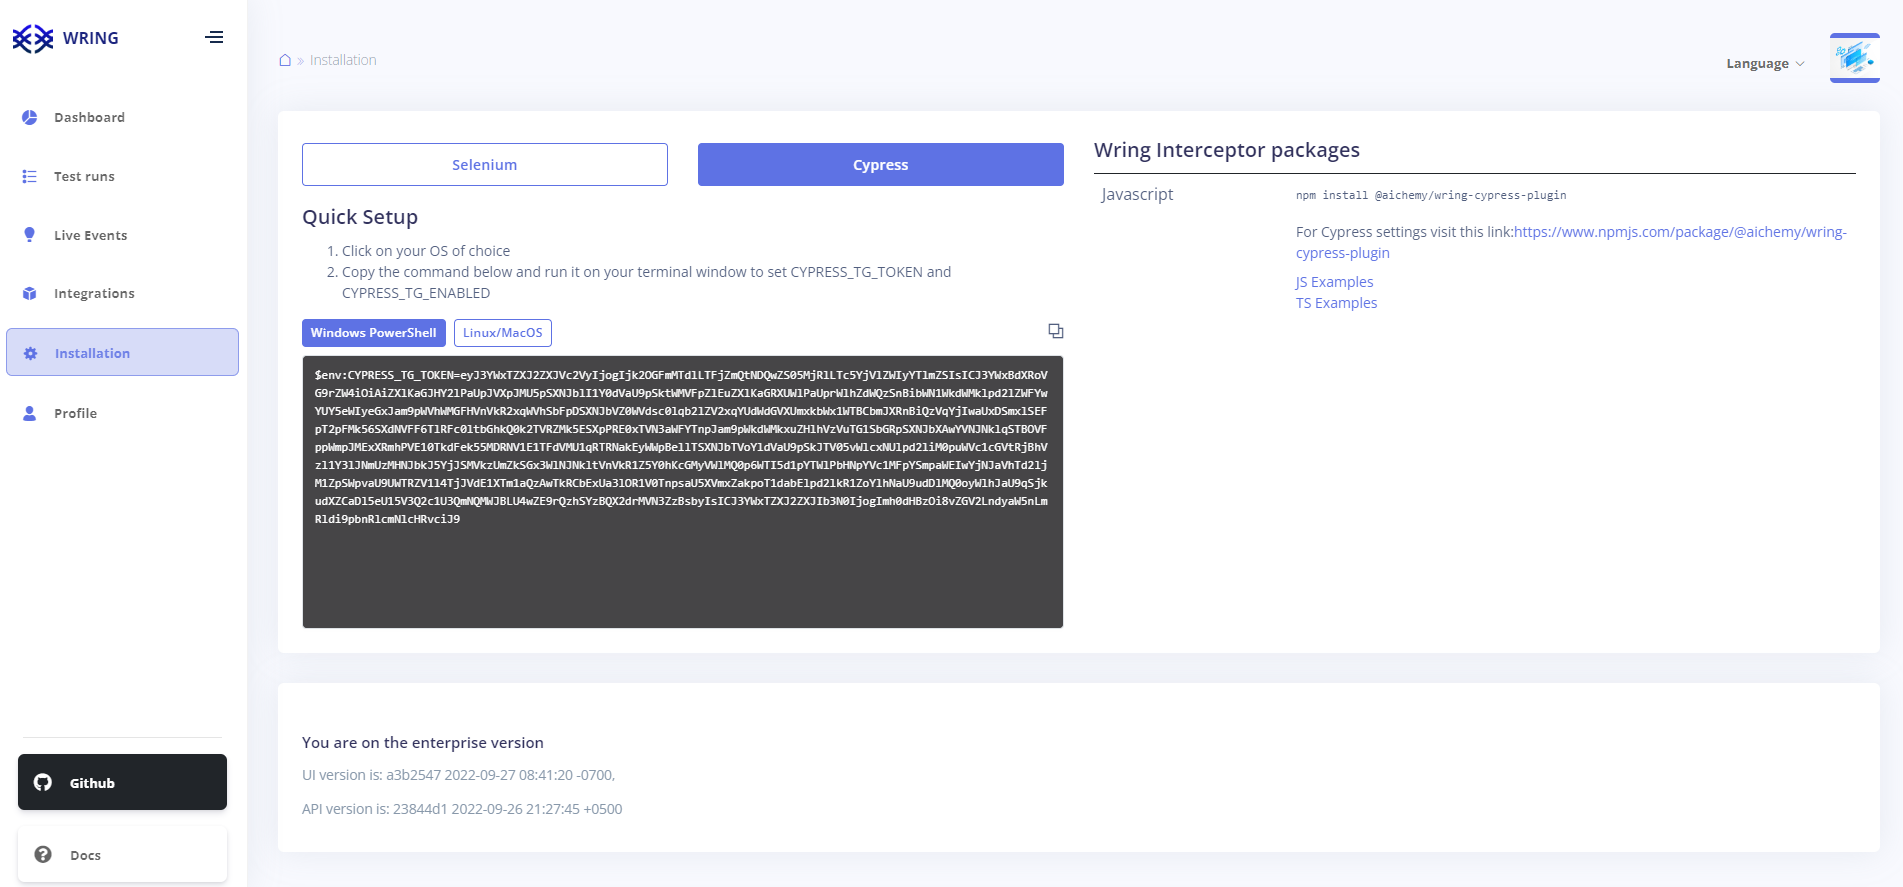 WRING
Dashboard
Test runs
Live Events
Integrations
Installation
Profile
Github
Docs
» Installation
Language
Selenium
Cypress
Quick Setup
1. Click on your OS of choice
2. Copy the command below and run it on your terminal window to set CYPRESS_TG_TOKEN and
CYPRESS_TG_ENABLED
Windows PowerShell
Linux/MacOS
Wring Interceptor packages
Javascript
npm install @aichemy/wring-cypress-plugin
For Cypress settings visit this link:https://www.npmjs.com/package/@aichemy/wring-
cypress-plugin
JS Examples
TS Examples
You are on the enterprise version
UI version is: a3b2547 2022-09-27 08:41:20 -0700,
API version is: 23844d1 2022-09-26 21:27:45 +0500